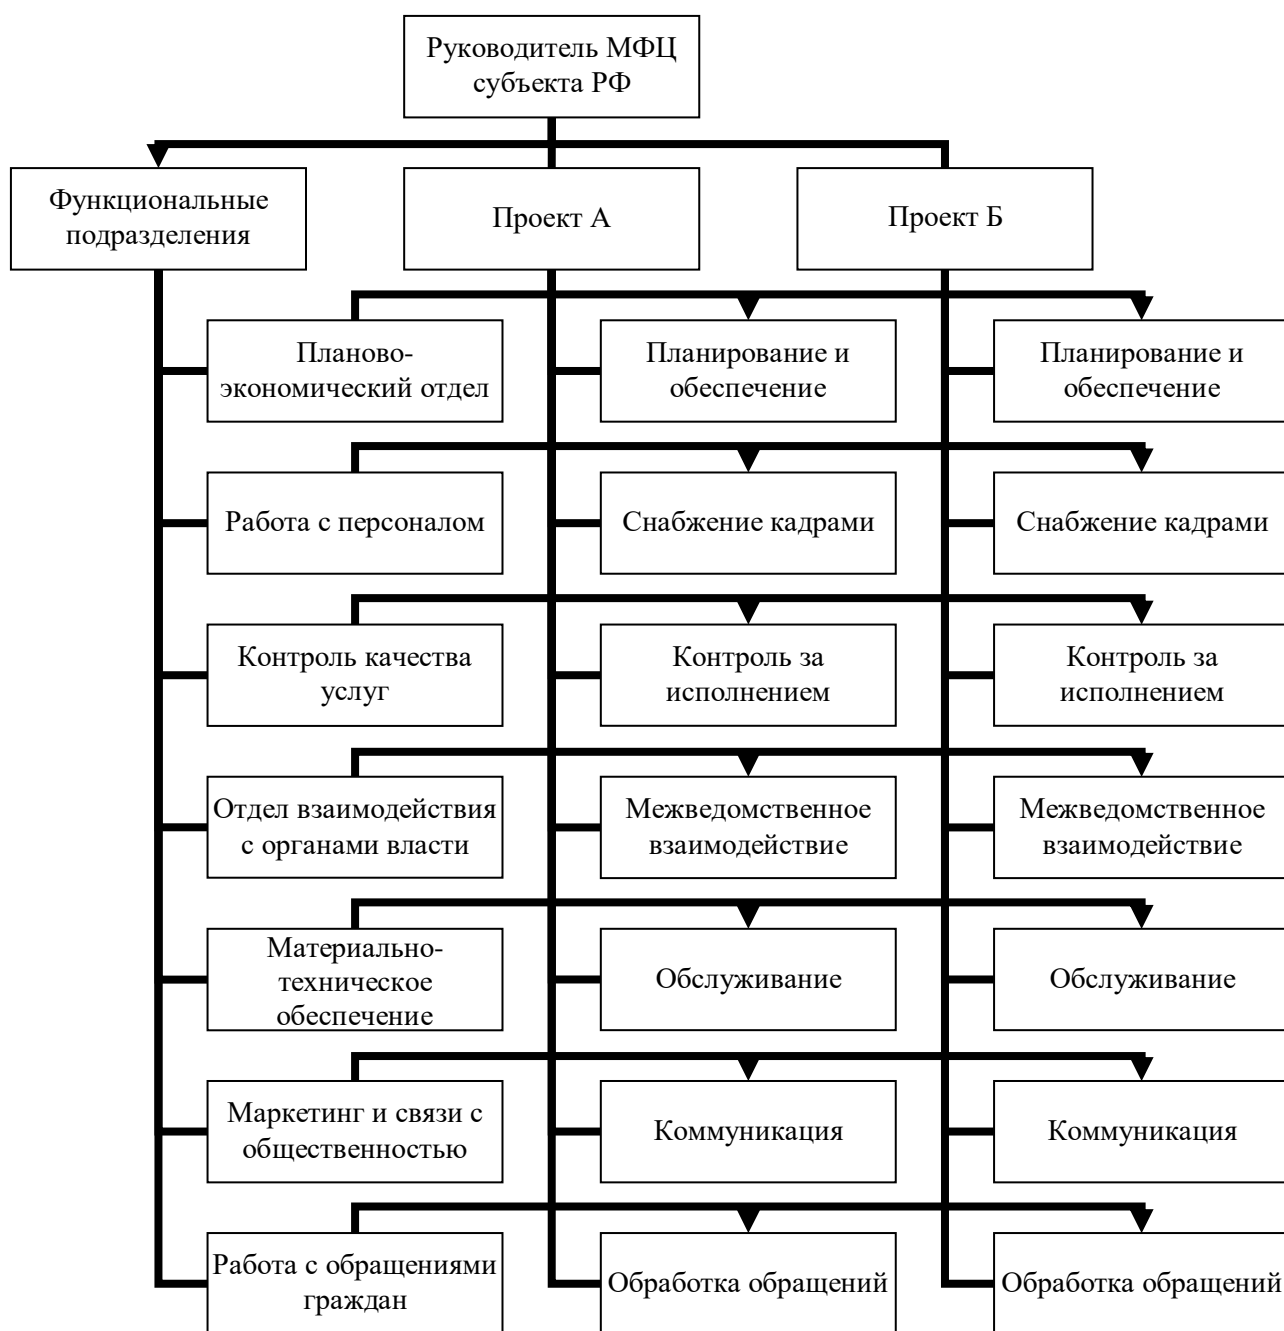 Руководитель МФЦ
субъекта РФ
Функциональные
подразделения
Проект А
Проект Б
Планово-
экономический отдел
Планирование и
обеспечение
Планирование и
обеспечение
Работа с персоналом
Снабжение кадрами
Снабжение кадрами
Контроль качества
услуг
Контроль за
исполнением
Контроль за
исполнением
Отдел взаимодействия
с органами власти
Межведомственное
взаимодействие
Межведомственное
взаимодействие
Материально-
техническое
обеспечение
Обслуживание
Обслуживание
Маркетинг и связи с
общественностью
Коммуникация
Коммуникация
Работа с обращениями
граждан
Обработка обращений
Обработка обращений